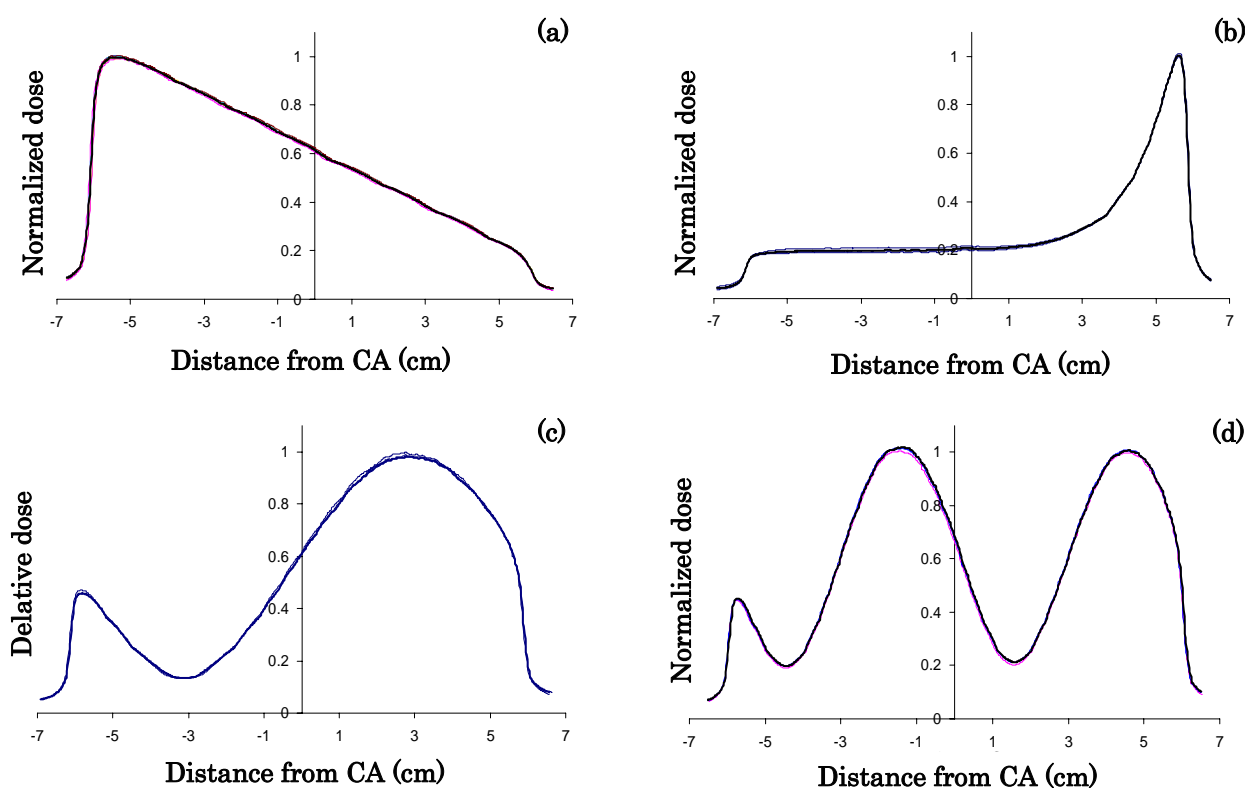 (a)
Normalized dose
1
0.8
0.6
0.4
0.2
0
-7 -5 -3 -1 1 3 5 7
Distance from CA (cm)
(b)
Normalized dose
1
0.8
0.6
0.4
0.2
0
-7 -5 -3 -1 1 3 5 7
Distance from CA (cm)
(c)
Delative dose
1
0.8
0.6
0.4
0.2
0
-7 -5 -3 -1 1 3 5 7
Distance from CA (cm)
(d)
Normalized dose
1
0.8
0.6
0.4
0.2
0
-7 -5 -3 -1 1 3 5 7
Distance from CA (cm)